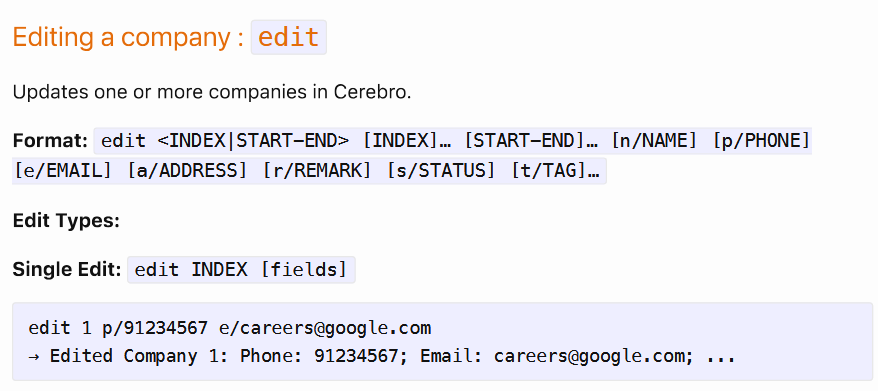 Editing a company : edit
Updates one or more companies in Cerebro.
Format: edit <INDEX|START-END> [INDEX]… [START-END]… [n/NAME] [p/PHONE]
[e/EMAIL] [a/ADDRESS] [r/REMARK] [s/STATUS] [t/TAG]…
Edit Types:
Single Edit: edit INDEX [fields]
edit 1 p/91234567 e/careers@google.com
→ Edited Company 1: Phone: 91234567; Email: careers@google.com; ...